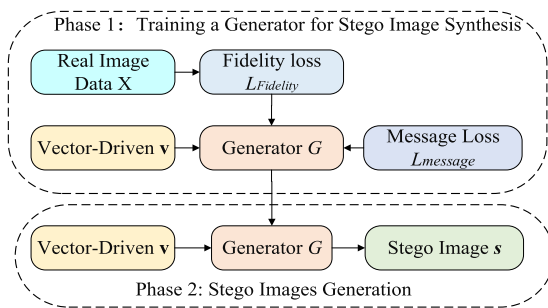 Phase 1: Training a Generator for Stego Image Synthesis
Real Image
Data X
Fidelity loss
LFidelity
Vector-Driven v
Generator G
Message Loss
Lmessage
Vector-Driven v
Generator G
Stego Image s
Phase 2: Stego Images Generation